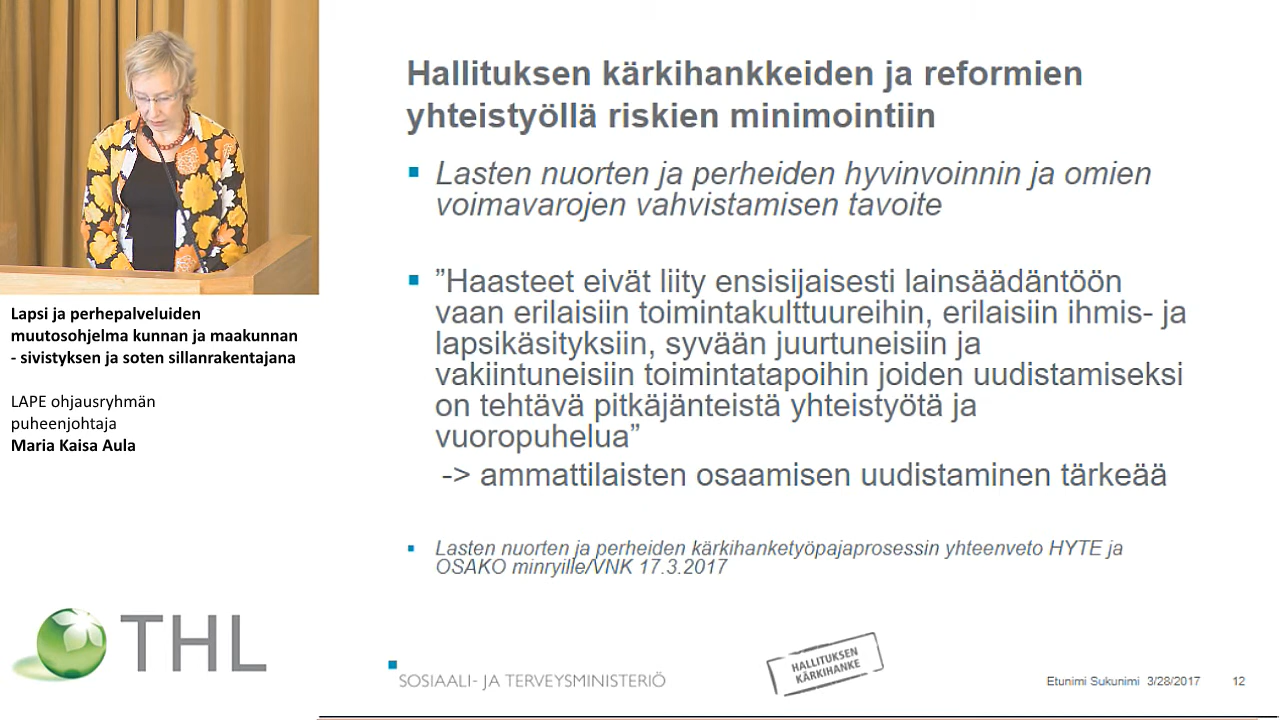 Hallituksen kärkihankkeiden ja reformien
yhteistyöllä riskien minimointiin
Lasten nuorten ja perheiden hyvinvoinnin ja omien
voimavarojen vahvistamisen tavoite
”Haasteet eivät liity ensisijaisesti lainsäädäntöön
vaan erilaisiin toimintakulttuureihin, erilaisiin ihmis- ja
lapsikäsityksiin, syvään juurtuneisiin ja
vakiintuneisiin toimintatapoihin joiden uudistamiseksi
on tehtävä pitkäjänteistä yhteistyötä ja
vuoropuhelua”
-> ammattilaisten osaamisen uudistaminen tärkeää
Lasten nuorten ja perheiden kärkihanketyöpajaprosessin yhteenveto HYTE ja
OSAKO minryille/VNK 17.3.2017
Lapsi ja perhepalveluiden
muutosohjelma kunnan ja maakunnan
- sivistyksen ja soten sillanrakentajana
LAPE ohjausryhmän
puheenjohtaja
Maria Kaisa Aula
THL
SOSIAALI- JA TERVEYSMINISTERIÖ
HALLITUKSEN
KÄRKIHANKE
Etunimi Sukunimi 3/28/2017 12